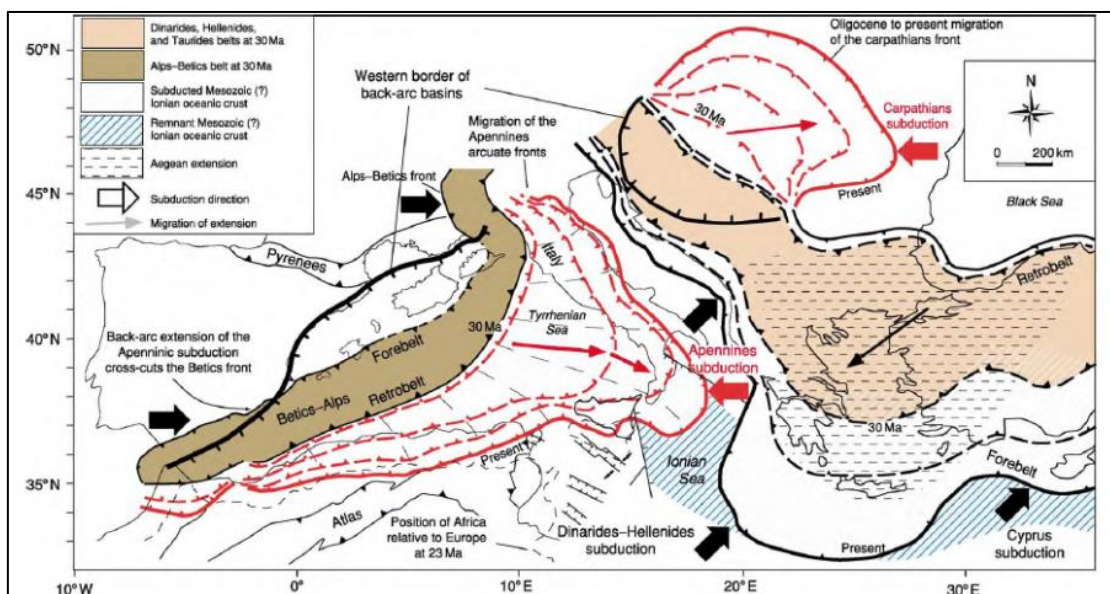 Dinarides, Hellenides,
and Taurides belts at 30 Ma
Alps–Betics belt at 30 Ma
Subducted Mesozoic (?)
Ionian oceanic crust
Remnant Mesozoic (?)
Ionian oceanic crust
Aegean extension
Subduction direction
Migration of extension
50°N
45°N
40°N
35°N
10°W
0°
10°E
20°E
30°E
Oligocene to present migration
of the carpathians front
Western border of
back-arc basins
Migration of the
Apennines
arcuate fronts
Alps–Betics front
30 Ma
Carpathians
subduction
Present
N
0 200 km
Black Sea
Pyrenees
Italy
Tyrrhenian
Sea
30 Ma
Retrobelt
Back-arc extension of the
Apenninic subduction
cross-cuts the Betics front
Forebelt
Betics–Alps
Retrobelt
Apennines
subduction
30 Ma
Present
Ionian
Sea
Forebelt
Atlas
Position of Africa
relative to Europe
at 23 Ma
Dinarides–Hellenides
subduction
Present
Cyprus
subduction